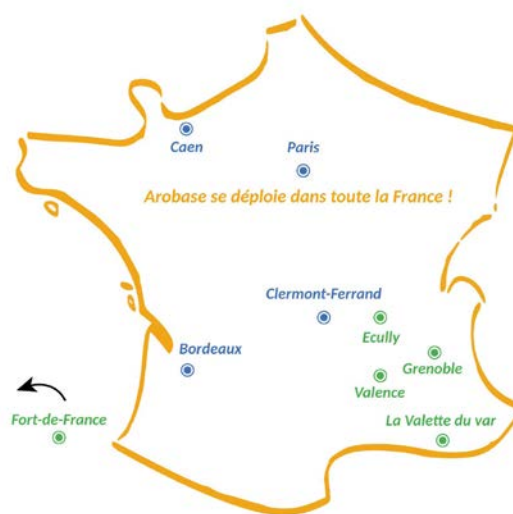 Caen
Paris
Arobase se déploie dans toute la France !
Clermont-Ferrand
Ecully
Bordeaux
Grenoble
Valence
Fort-de-France
La Valette du var